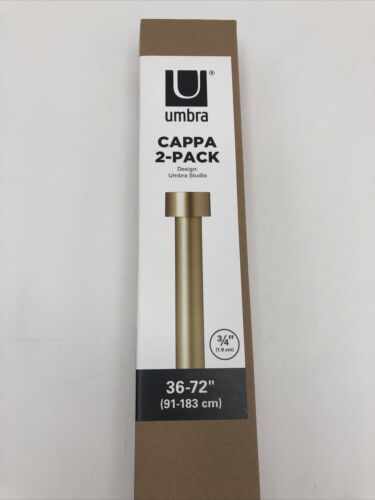 U®
umbra
CAPPA
2-PACK
Design:
Umbra Studio
3/4"
(1.9 cm)
36-72"
(91-183 cm)